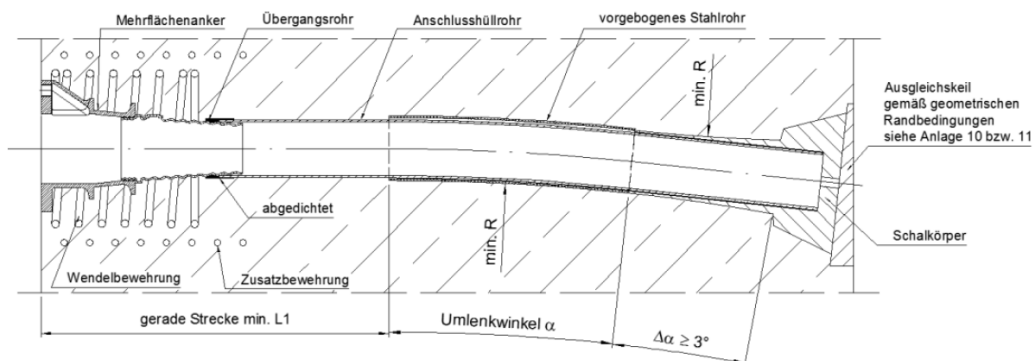 Mehrflächenanker
Übergangsrohr
Anschlusshüllrohr
vorgebogenes Stahlrohr
min. R
Ausgleichskeil
gemäß geometrischen
Randbedingungen
siehe Anlage 10 bzw. 11
abgedichtet
min. R
Schalkörper
Wendelbewehrung
Zusatzbewehrung
gerade Strecke min. L1
Umlenkwinkel α
Δα ≥ 3°